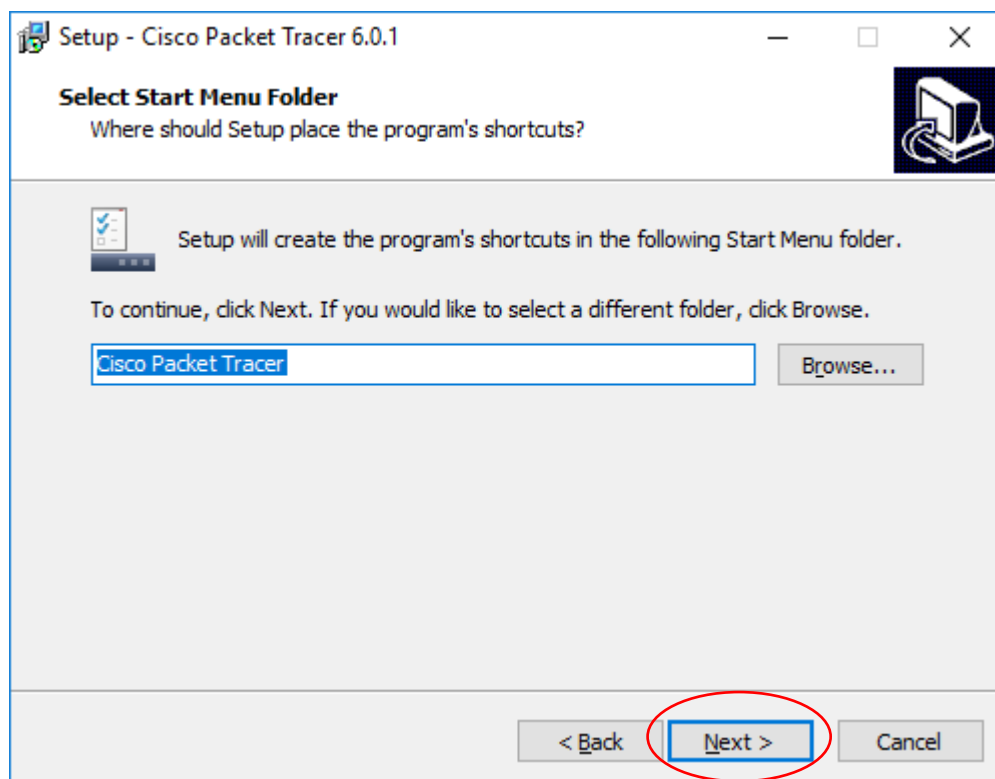 Setup - Cisco Packet Tracer 6.0.1
Select Start Menu Folder
Where should Setup place the program's shortcuts?
Setup will create the program's shortcuts in the following Start Menu folder.
To continue, click Next. If you would like to select a different folder, click Browse.
Cisco Packet Tracer
Browse...
< Back
Next >
Cancel